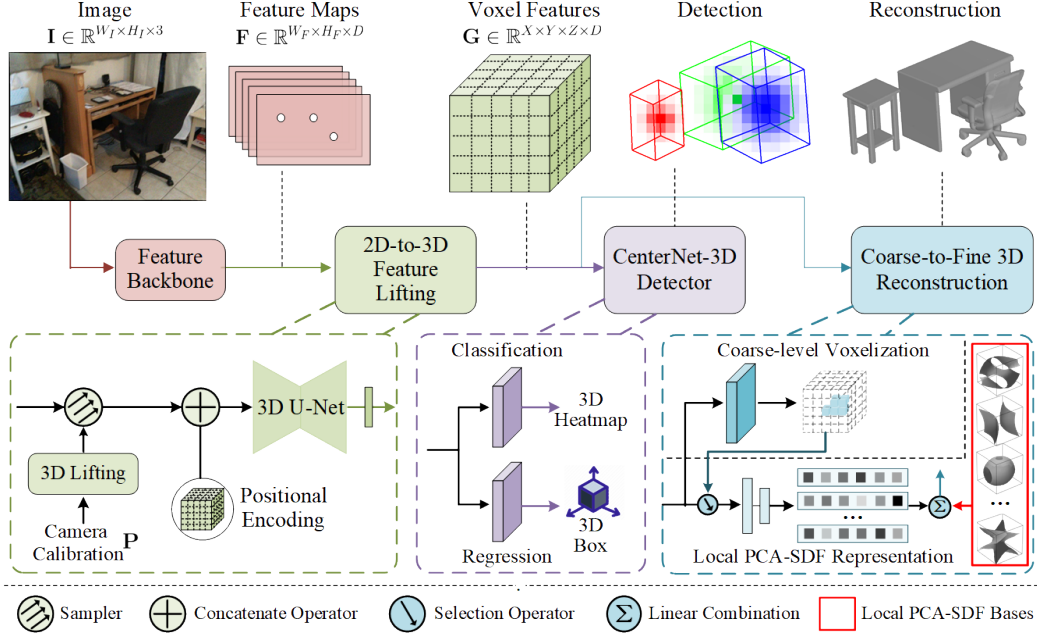 Image
I ∈ ℝ^{W_I×H_I×3}
Feature Maps
F ∈ ℝ^{W_F×H_F×D}
Voxel Features
G ∈ ℝ^{X×Y×Z×D}
Detection
Reconstruction
Feature
Backbone
2D-to-3D
Feature
Lifting
CenterNet-3D
Detector
Coarse-to-Fine 3D
Reconstruction
3D Lifting
Camera
Calibration P
3D U-Net
Positional
Encoding
Classification
3D
Heatmap
3D
Box
Regression
Coarse-level Voxelization
...
Σ
...
Local PCA-SDF Representation
Sampler
Concatenate Operator
Selection Operator
Σ
Linear Combination
Local PCA-SDF Bases